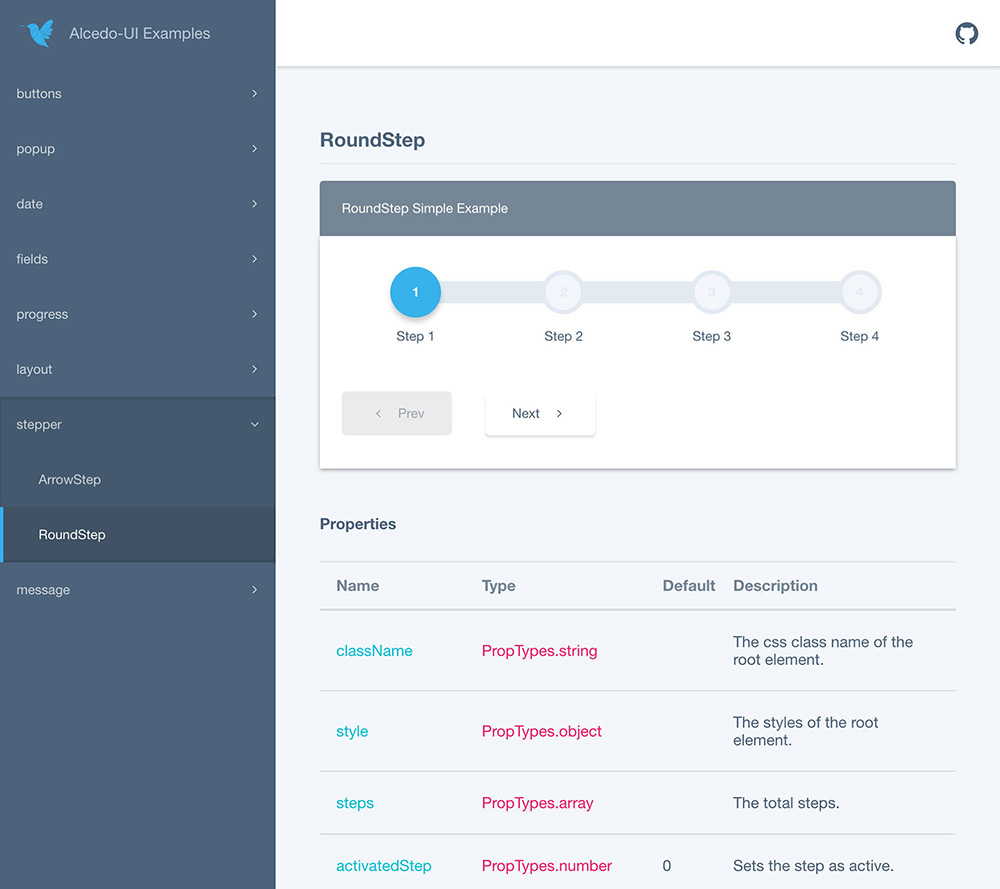 Alcedo-UI Examples
buttons
popup
date
fields
progress
layout
stepper
ArrowStep
RoundStep
message
RoundStep
RoundStep Simple Example
1 2 3 4
Step 1 Step 2 Step 3 Step 4
Prev Next
Properties
Name Type Default Description
className PropTypes.string The css class name of the
root element.
style PropTypes.object The styles of the root
element.
steps PropTypes.array The total steps.
activatedStep PropTypes.number 0 Sets the step as active.